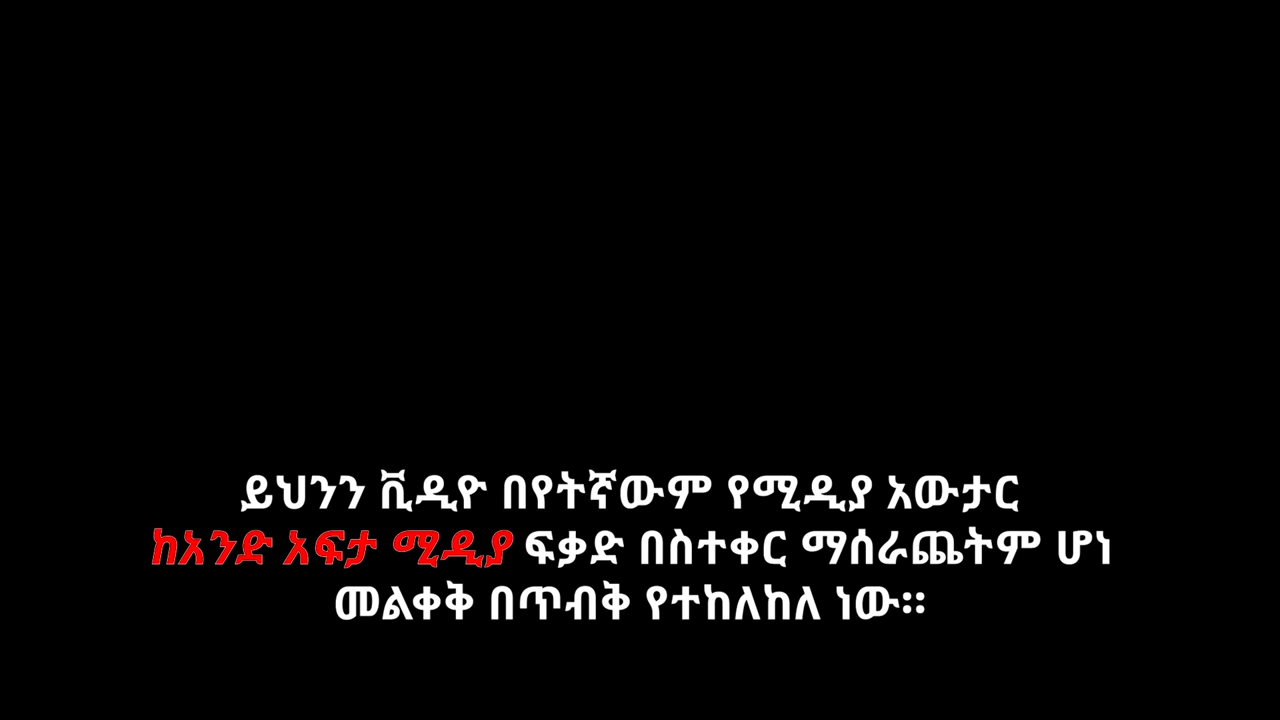 ይህንን ቪዲዮ በየትኛውም የሚዲያ አውታር
ከአንድ አፍታ ሚዲያ ፍቃድ በስተቀር ማሰራጨትም ሆነ
መልቀቅ በጥብቅ የተከለከለ ነው።